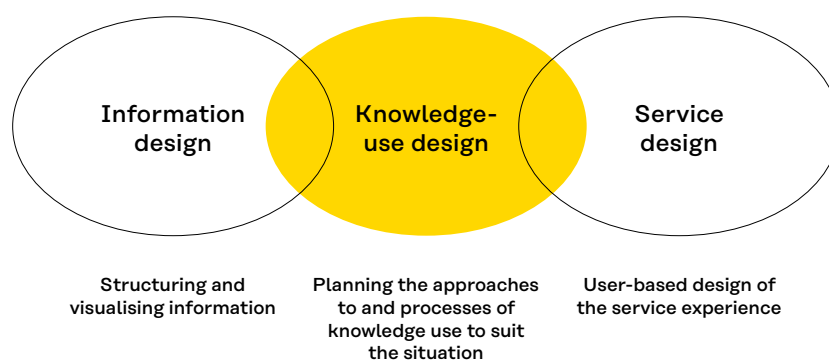 Information
design
Knowledge-
use design
Service
design
Structuring and
visualising information
Planning the approaches
to and processes of
knowledge use to suit
the situation
User-based design of
the service experience